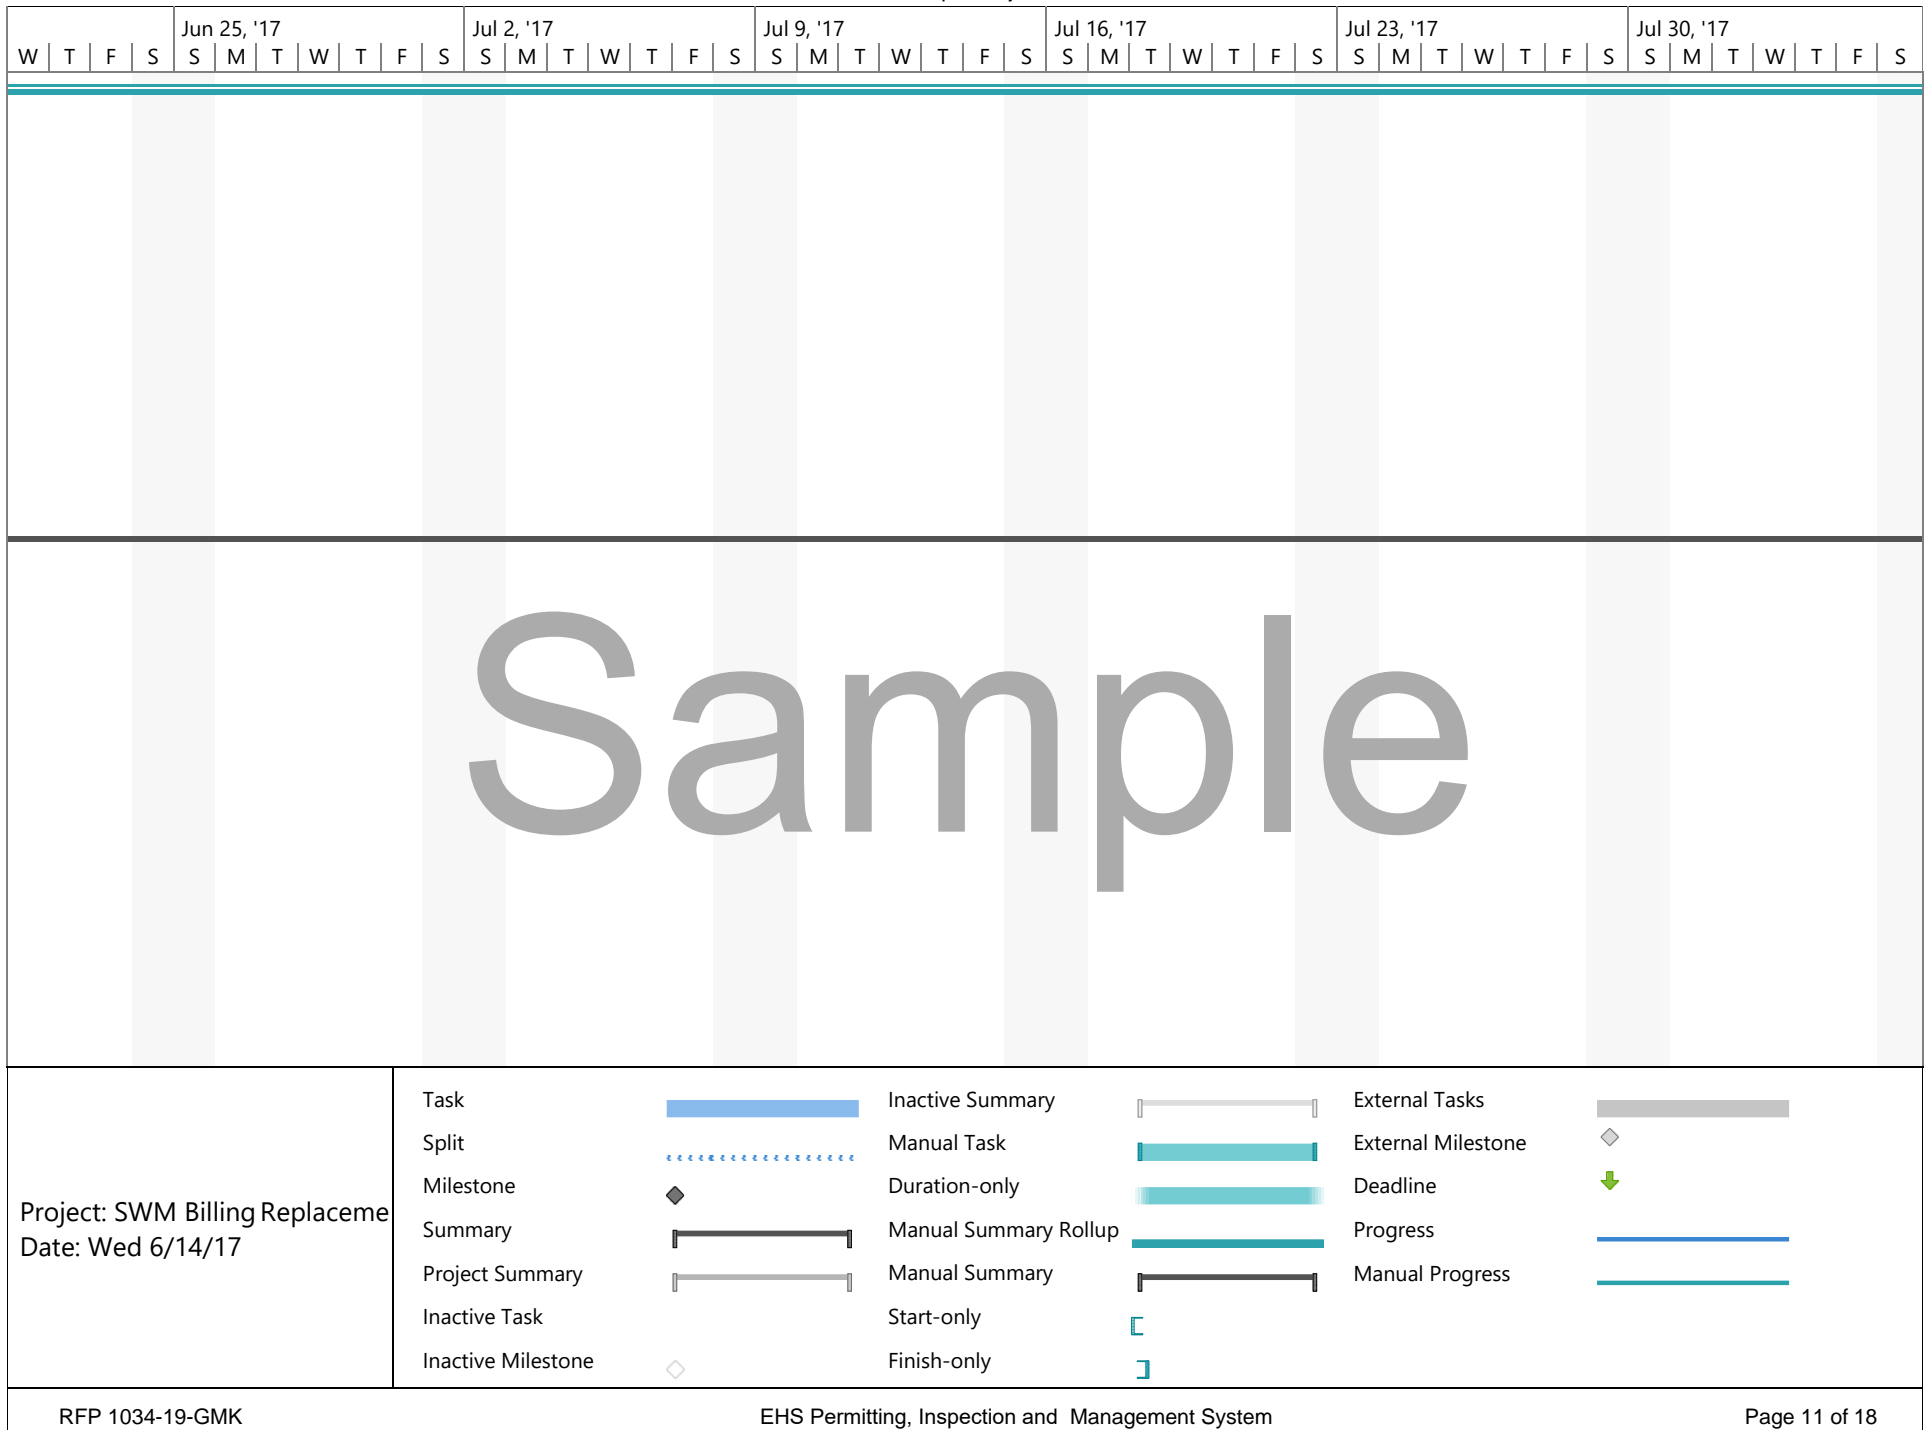 Jun 25, '17 Jul 2, '17 Jul 9, '17 Jul 16, '17 Jul 23, '17 Jul 30, '17
W T F S S M T W T F S S M T W T F S S M T W T F S S M T W T F S S M T W T F S S M T W T F S
Sample
Project: SWM Billing Replaceme
Date: Wed 6/14/17
Task
Split
Milestone
Summary
Project Summary
Inactive Task
Inactive Milestone
Inactive Summary
Manual Task
Duration-only
Manual Summary Rollup
Manual Summary
Start-only
Finish-only
External Tasks
External Milestone
Deadline
Progress
Manual Progress
RFP 1034-19-GMK EHS Permitting, Inspection and Management System Page 11 of 18